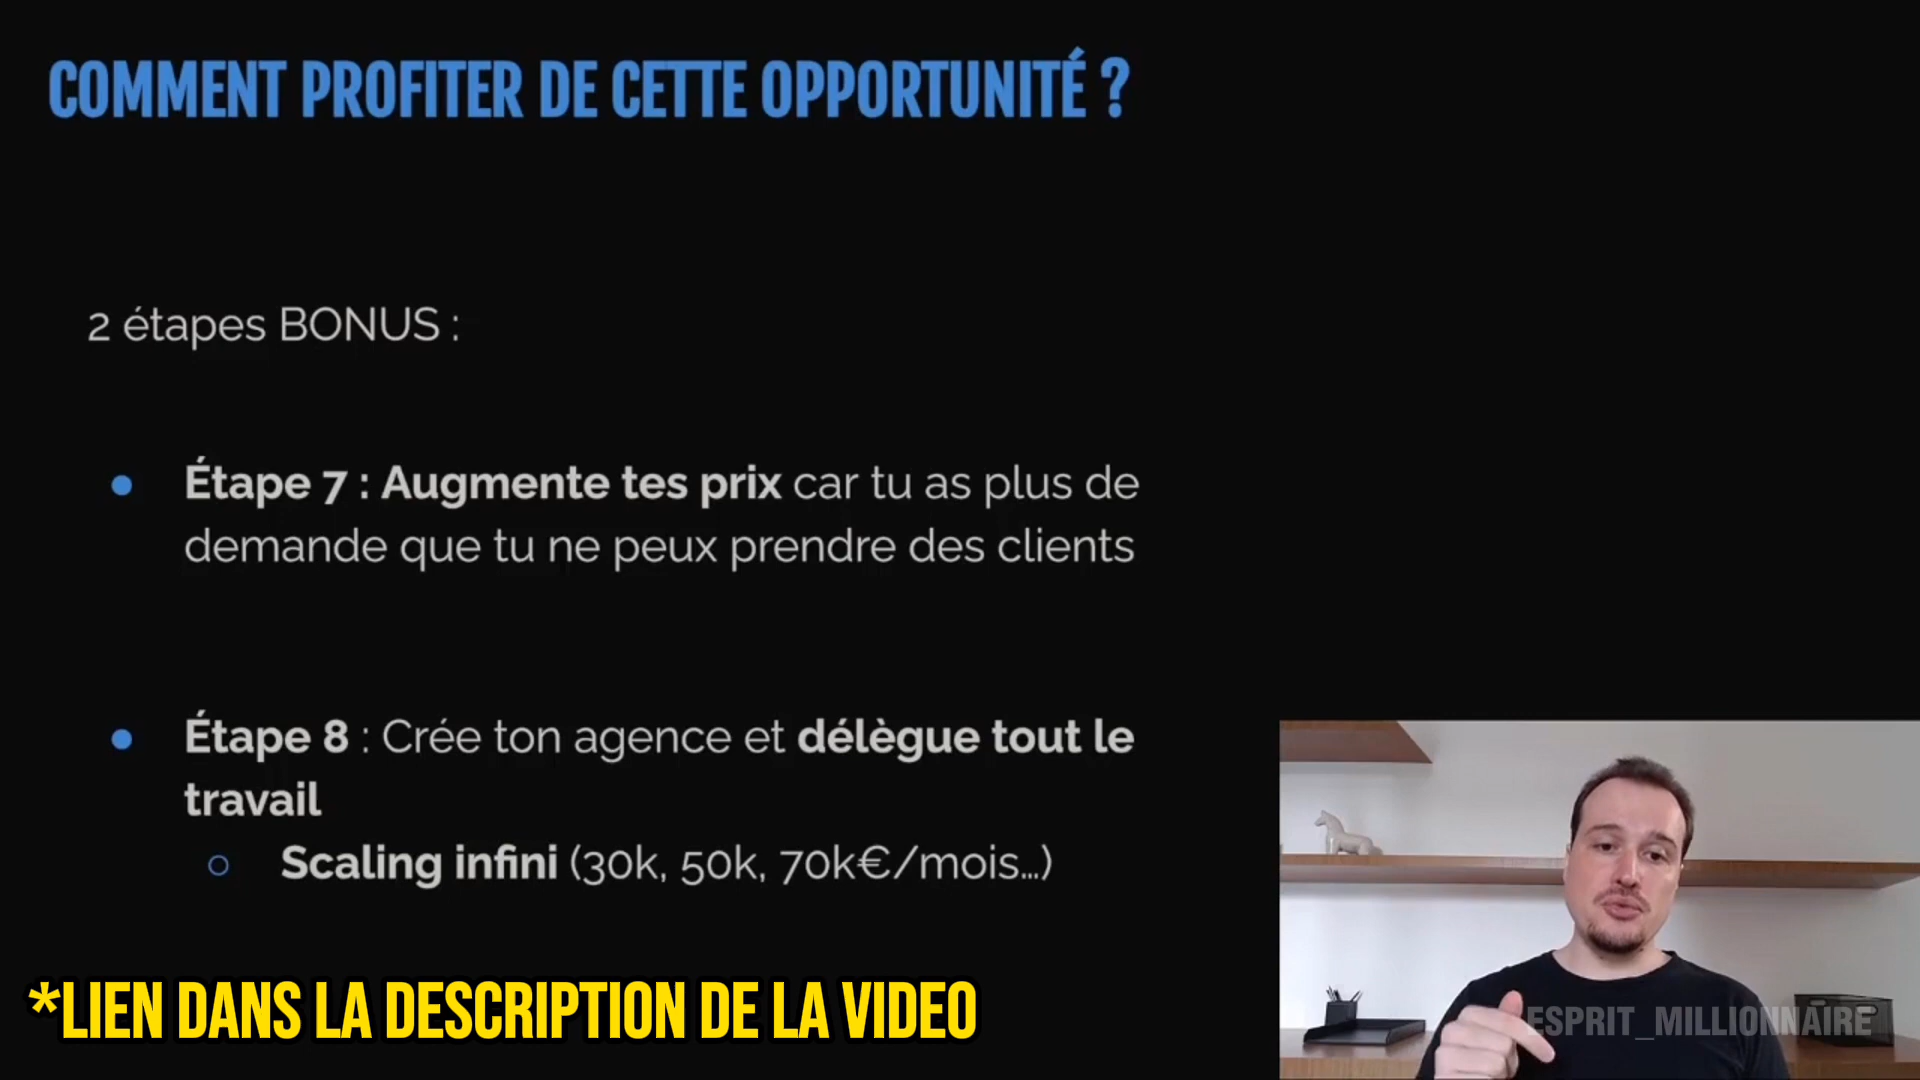 COMMENT PROFITER DE CETTE OPPORTUNITÉ ?
2 étapes BONUS :
● Étape 7 : Augmente tes prix car tu as plus de
demande que tu ne peux prendre des clients
● Étape 8 : Crée ton agence et délègue tout le
travail
○ Scaling infini (30k, 50k, 70k€/mois…)
*LIEN DANS LA DESCRIPTION DE LA VIDEO
ESPRIT_MILLIONNAIRE